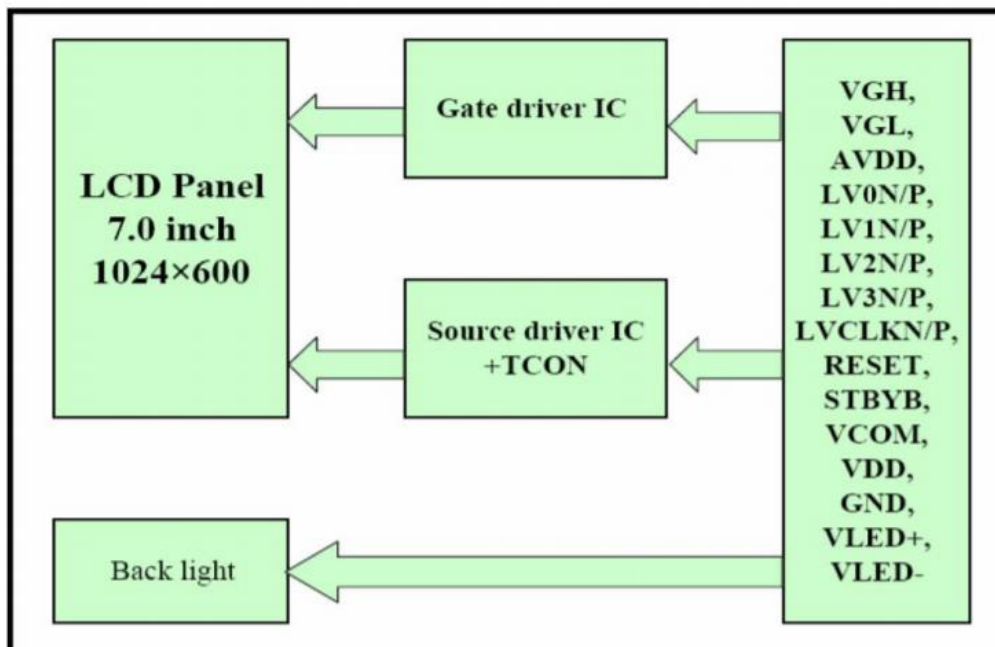 LCD Panel
7.0 inch
1024×600
Gate driver IC
Source driver IC
+TCON
Back light
VGH,
VGL,
AVDD,
LV0N/P,
LV1N/P,
LV2N/P,
LV3N/P,
LVCLKN/P,
RESET,
STBYB,
VCOM,
VDD,
GND,
VLED+,
VLED-